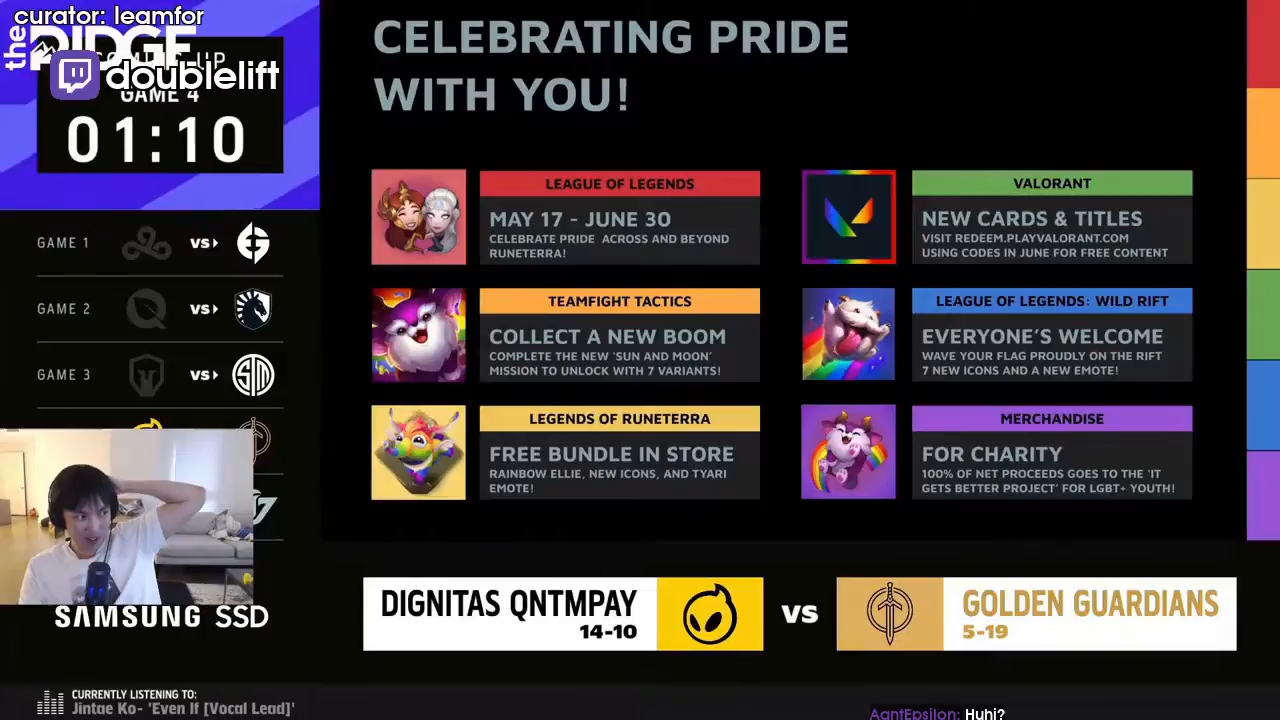 curator: leamfor
the RIDGE
doublelift
GAME 4
01:10
GAME 1
VS
GAME 2
VS
GAME 3
VS
TSM
SAMSUNG SSD
CURRENTLY LISTENING TO:
Jintae Ko- 'Even If [Vocal Lead]'
CELEBRATING PRIDE
WITH YOU!
LEAGUE OF LEGENDS
MAY 17 - JUNE 30
CELEBRATE PRIDE ACROSS AND BEYOND
RUNETERRA!
VALORANT
NEW CARDS & TITLES
VISIT REDEEM.PLAYVALORANT.COM
USING CODES IN JUNE FOR FREE CONTENT
TEAMFIGHT TACTICS
COLLECT A NEW BOOM
COMPLETE THE NEW 'SUN AND MOON'
MISSION TO UNLOCK WITH 7 VARIANTS!
LEAGUE OF LEGENDS: WILD RIFT
EVERYONE'S WELCOME
WAVE YOUR FLAG PROUDLY ON THE RIFT
7 NEW ICONS AND A NEW EMOTE!
LEGENDS OF RUNETERRA
FREE BUNDLE IN STORE
RAINBOW ELLIE, NEW ICONS, AND TYARI
EMOTE!
MERCHANDISE
FOR CHARITY
100% OF NET PROCEEDS GOES TO THE 'IT
GETS BETTER PROJECT' FOR LGBT+ YOUTH!
DIGNITAS QNTMPAY
14-10
VS
GOLDEN GUARDIANS
5-19
AgntEpsilon: Huhi?